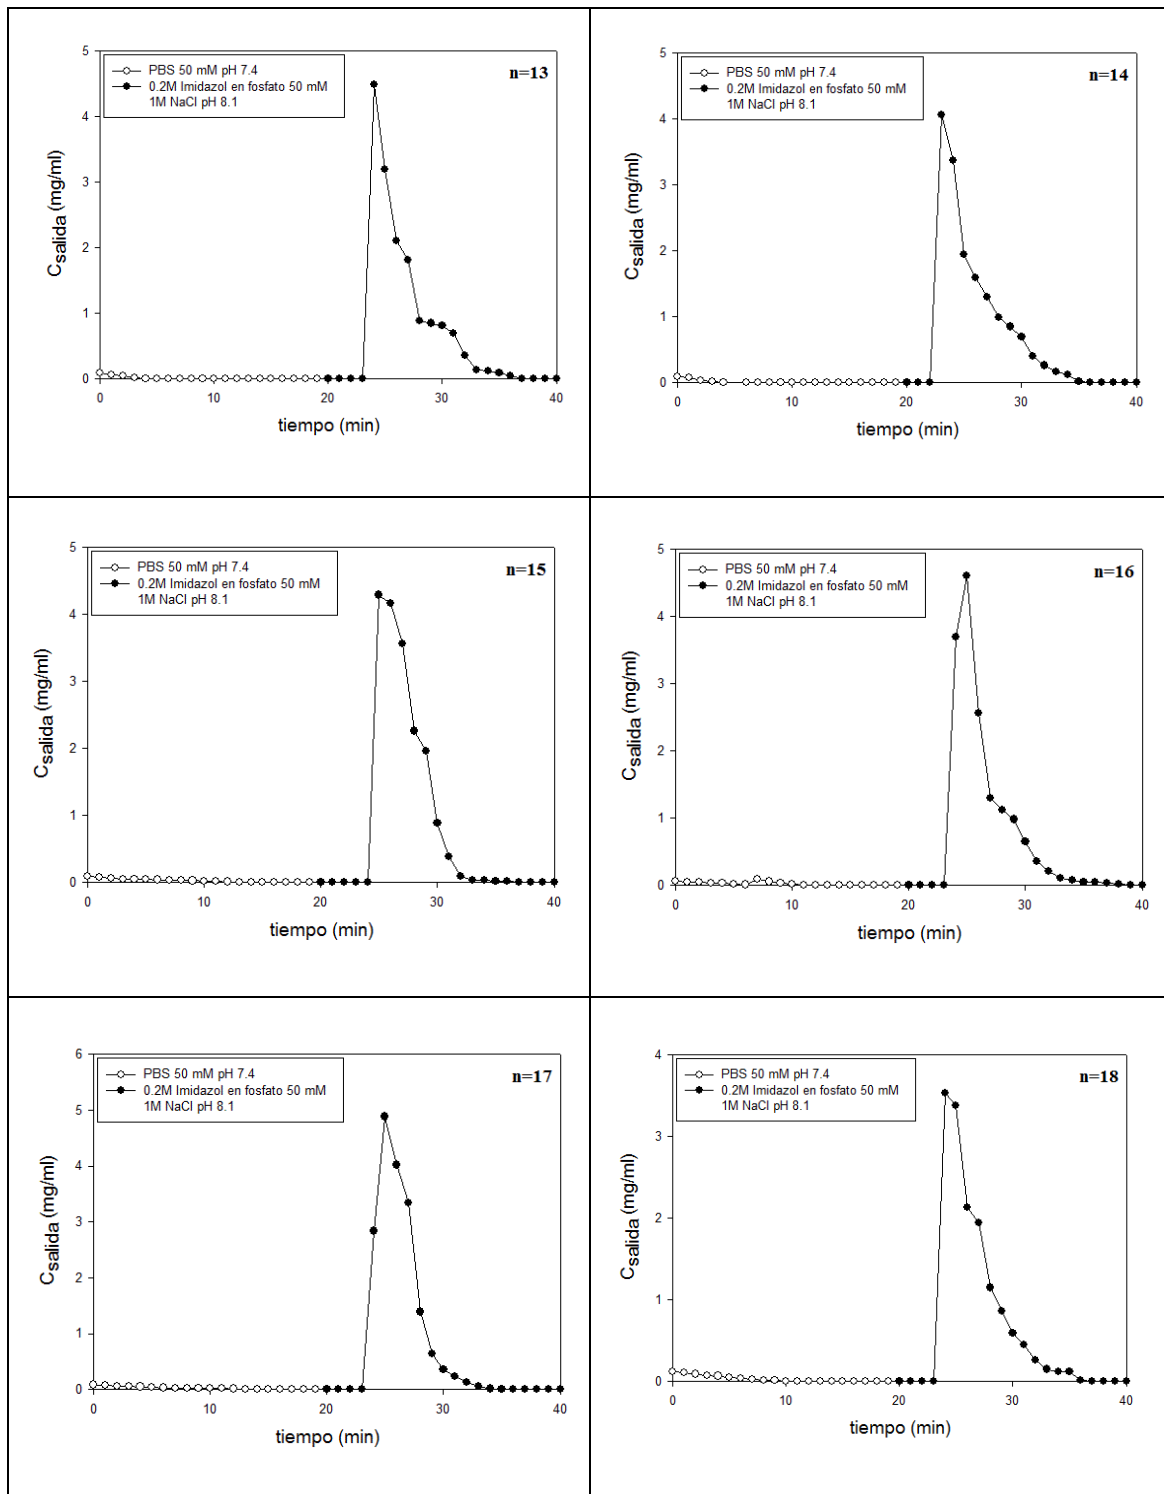 PBS 50 mM pH 7.4
0.2M Imidazol en fosfato 50 mM
1M NaCl pH 8.1
n=13
5
4
3
2
1
0
C salida (mg/ml)
0 10 20 30 40
tiempo (min)
PBS 50 mM pH 7.4
0.2M Imidazol en fosfato 50 mM
1M NaCl pH 8.1
n=14
5
4
3
2
1
0
C salida (mg/ml)
0 10 20 30 40
tiempo (min)
PBS 50 mM pH 7.4
0.2M Imidazol en fosfato 50 mM
1M NaCl pH 8.1
n=15
5
4
3
2
1
0
C salida (mg/ml)
0 10 20 30 40
tiempo (min)
PBS 50 mM pH 7.4
0.2M Imidazol en fosfato 50 mM
1M NaCl pH 8.1
n=16
5
4
3
2
1
0
C salida (mg/ml)
0 10 20 30 40
tiempo (min)
PBS 50 mM pH 7.4
0.2M Imidazol en fosfato 50 mM
1M NaCl pH 8.1
n=17
6
5
4
3
2
1
0
C salida (mg/ml)
0 10 20 30 40
tiempo (min)
PBS 50 mM pH 7.4
0.2M Imidazol en fosfato 50 mM
1M NaCl pH 8.1
n=18
4
3
2
1
0
C salida (mg/ml)
0 10 20 30 40
tiempo (min)